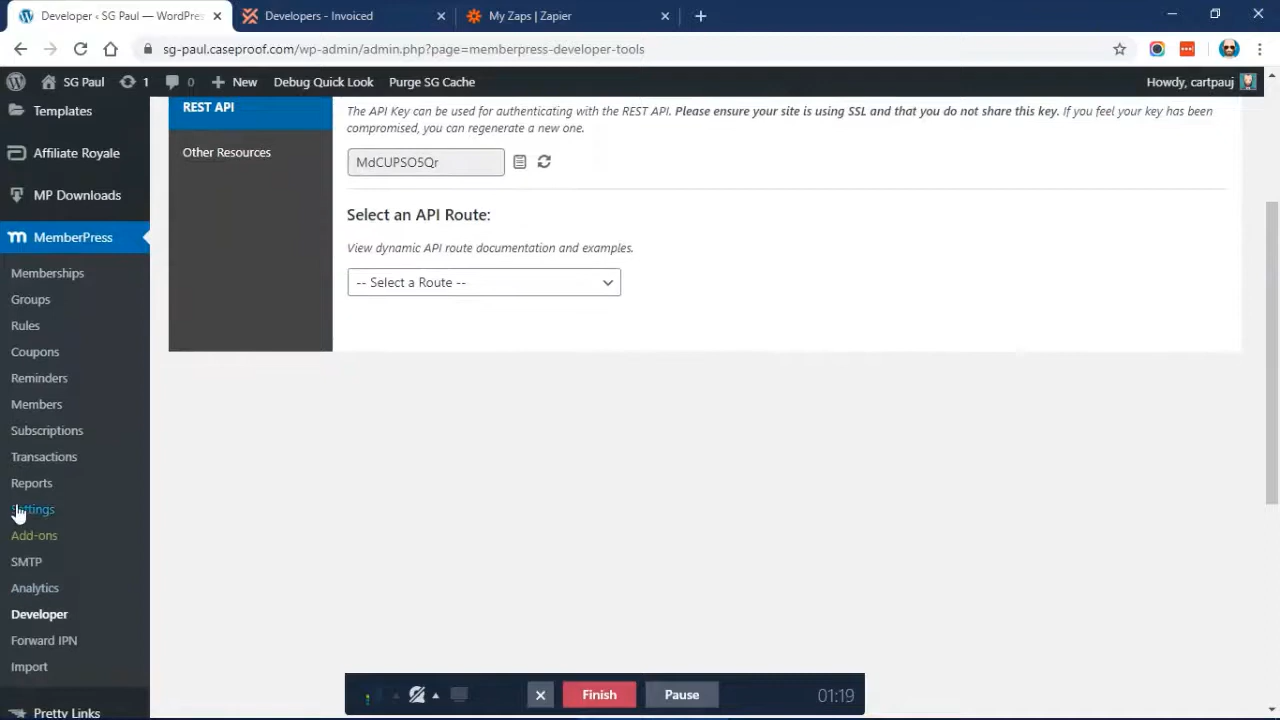 Developer ‹ SG Paul — WordPres
Developers - Invoiced
My Zaps | Zapier
sg-paul.caseproof.com/wp-admin/admin.php?page=memberpress-developer-tools
SG Paul
1
0
New
Debug Quick Look
Purge SG Cache
Howdy, cartpauj
Templates
Affiliate Royale
MP Downloads
MemberPress
Memberships
Groups
Rules
Coupons
Reminders
Members
Subscriptions
Transactions
Reports
Settings
Add-ons
SMTP
Analytics
Developer
Forward IPN
Import
Pretty Links
REST API
Other Resources
The API Key can be used for authenticating with the REST API. Please ensure your site is using SSL and that you do not share this key. If you feel your key has been
compromised, you can regenerate a new one.
MdCUPSO5Qr
Select an API Route:
View dynamic API route documentation and examples.
-- Select a Route --
Finish
Pause
01:19